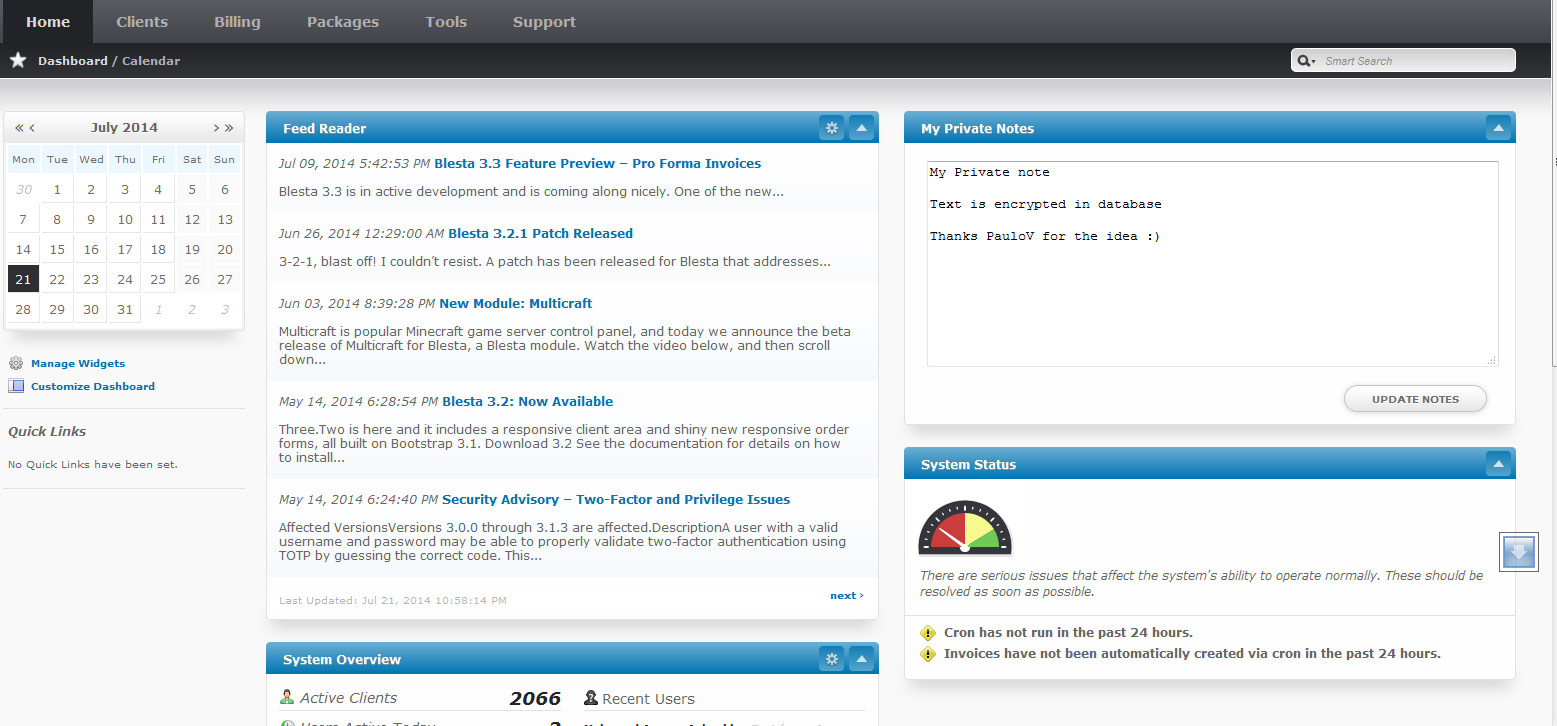 Home Clients Billing Packages Tools Support
Dashboard / Calendar
Smart Search
« ‹ July 2014 › »
Mon Tue Wed Thu Fri Sat Sun
30 1 2 3 4 5 6
7 8 9 10 11 12 13
14 15 16 17 18 19 20
21 22 23 24 25 26 27
28 29 30 31 1 2 3
Manage Widgets
Customize Dashboard
Quick Links
No Quick Links have been set.
Feed Reader
Jul 09, 2014 5:42:53 PM Blesta 3.3 Feature Preview – Pro Forma Invoices
Blesta 3.3 is in active development and is coming along nicely. One of the new...
Jun 26, 2014 12:29:00 AM Blesta 3.2.1 Patch Released
3-2-1, blast off! I couldn’t resist. A patch has been released for Blesta that addresses...
Jun 03, 2014 8:39:28 PM New Module: Multicraft
Multicraft is popular Minecraft game server control panel, and today we announce the beta
release of Multicraft for Blesta, a Blesta module. Watch the video below, and then scroll
down...
May 14, 2014 6:28:54 PM Blesta 3.2: Now Available
Three.Two is here and it includes a responsive client area and shiny new responsive order
forms, all built on Bootstrap 3.1. Download 3.2 See the documentation for details on how
to install...
May 14, 2014 6:24:40 PM Security Advisory – Two-Factor and Privilege Issues
Affected VersionsVersions 3.0.0 through 3.1.3 are affected.DescriptionA user with a valid
username and password may be able to properly validate two-factor authentication using
TOTP by guessing the correct code. This...
Last Updated: Jul 21, 2014 10:58:14 PM
next ›
System Overview
Active Clients 2066
Recent Users
Users Active Today
My Private Notes
My Private note
Text is encrypted in database
Thanks PauloV for the idea :)
UPDATE NOTES
System Status
There are serious issues that affect the system's ability to operate normally. These should be
resolved as soon as possible.
Cron has not run in the past 24 hours.
Invoices have not been automatically created via cron in the past 24 hours.